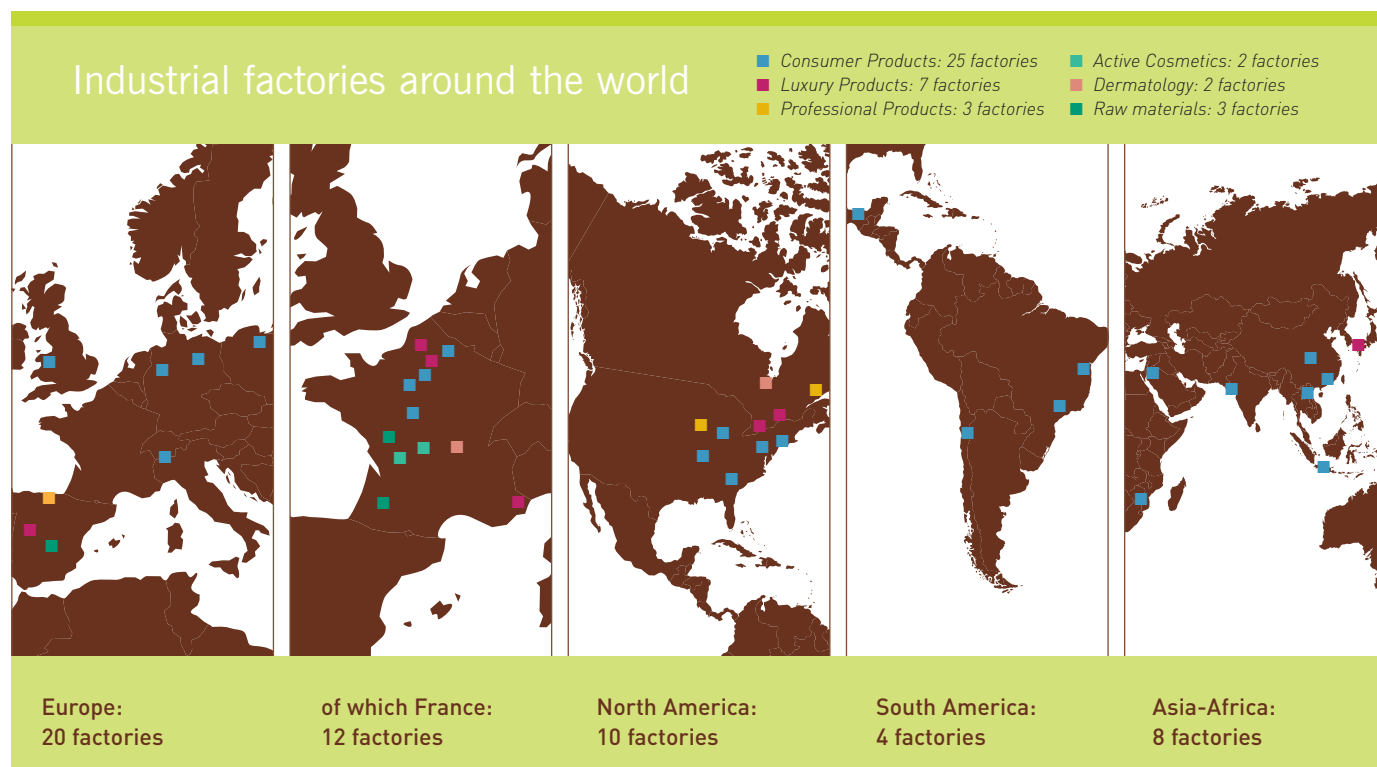 Industrial factories around the world
Consumer Products: 25 factories
Luxury Products: 7 factories
Professional Products: 3 factories
Active Cosmetics: 2 factories
Dermatology: 2 factories
Raw materials: 3 factories
Europe:
20 factories
of which France:
12 factories
North America:
10 factories
South America:
4 factories
Asia-Africa:
8 factories